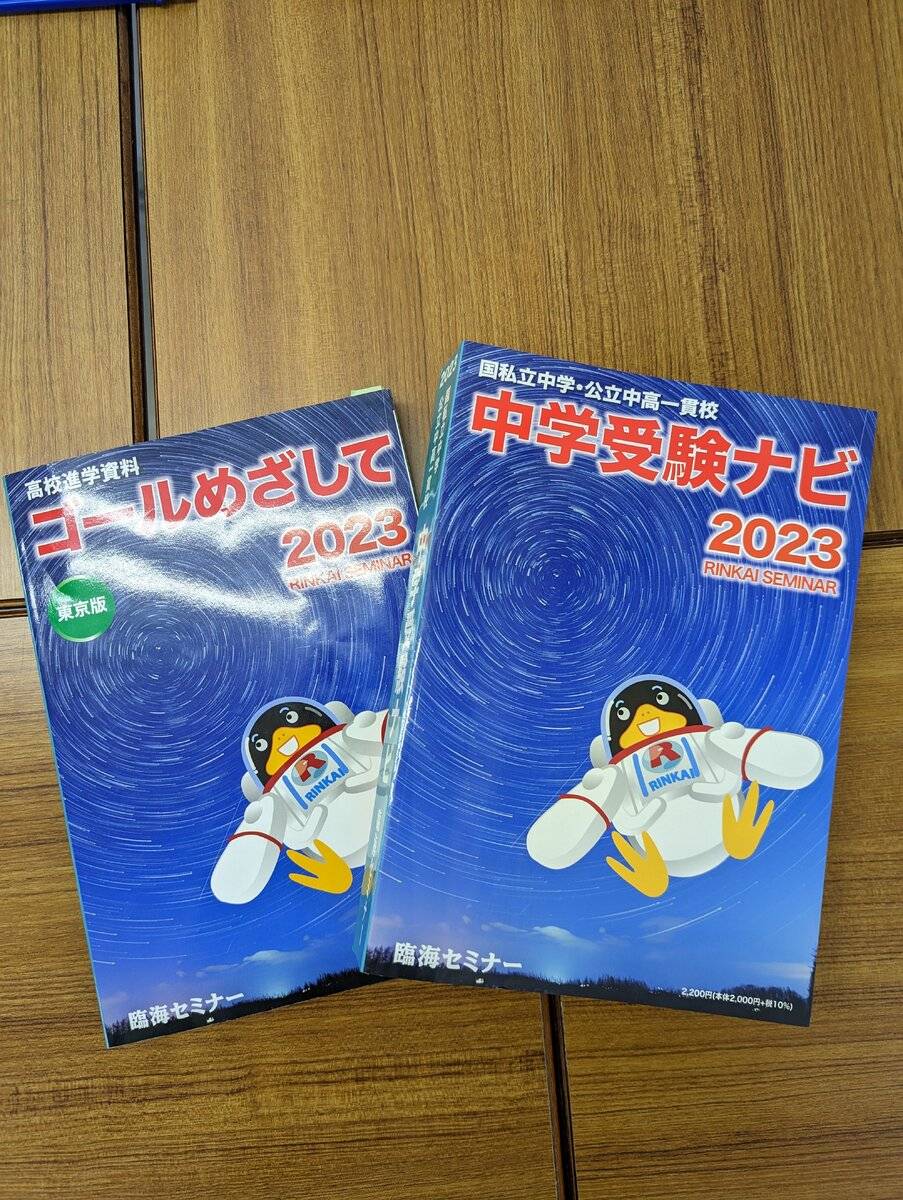 高校進学資料
ゴールめざして
2023
RINKAI SEMINAR
東京版
R
RINKAI
臨海セミナー
2023
国私立中学・公立中高一貫校
中学受験ナビ
2023
RINKAI SEMINAR
R
RINKAI
臨海セミナー
2,200円(本体2,000円+税10%)